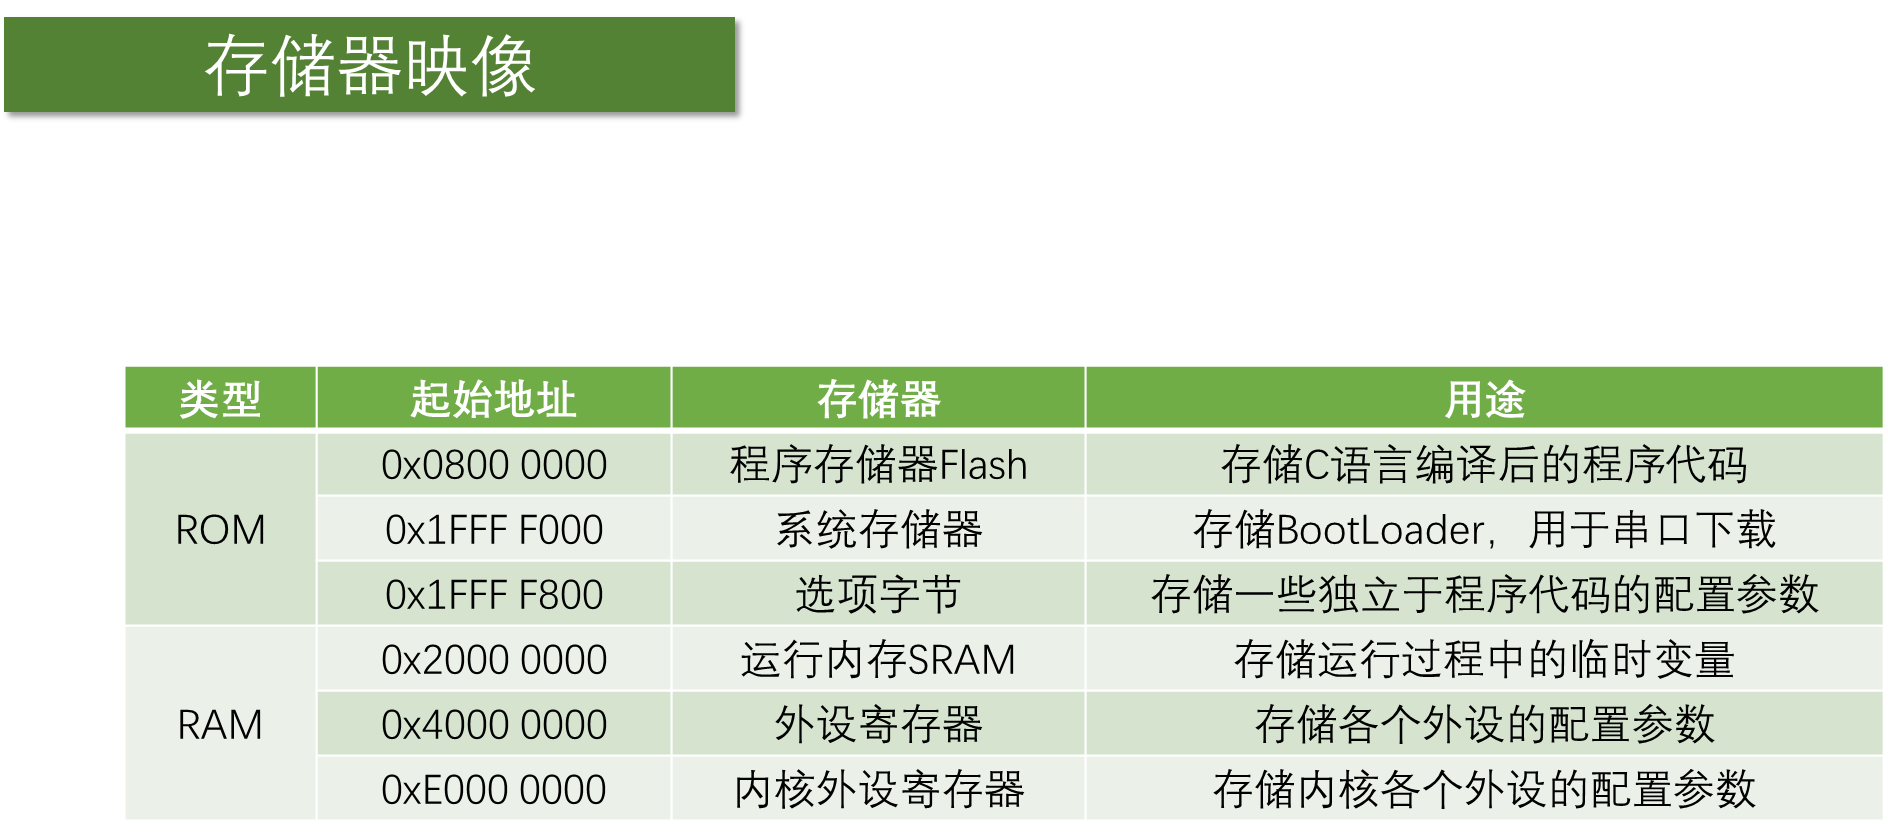 存储器映像
类型 起始地址 存储器 用途
ROM 0x0800 0000 程序存储器Flash 存储C语言编译后的程序代码
0x1FFF F000 系统存储器 存储BootLoader，用于串口下载
0x1FFF F800 选项字节 存储一些独立于程序代码的配置参数
RAM 0x2000 0000 运行内存SRAM 存储运行过程中的临时变量
0x4000 0000 外设寄存器 存储各个外设的配置参数
0xE000 0000 内核外设寄存器 存储内核各个外设的配置参数